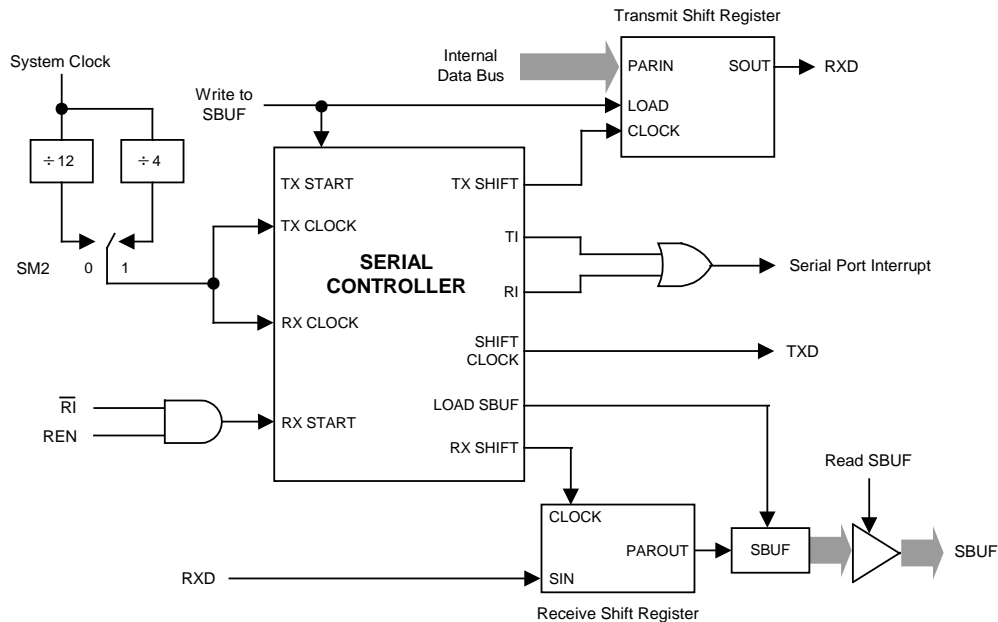 Transmit Shift Register
System Clock
Internal
Data Bus
PARIN
SOUT
RXD
Write to
SBUF
LOAD
CLOCK
÷ 12
÷ 4
TX START
TX SHIFT
TX CLOCK
TI
SM2
0
1
SERIAL
CONTROLLER
Serial Port Interrupt
RI
RX CLOCK
SHIFT
CLOCK
TXD
R̅I̅
REN
RX START
LOAD SBUF
RX SHIFT
Read SBUF
CLOCK
PAROUT
SBUF
SBUF
RXD
SIN
Receive Shift Register